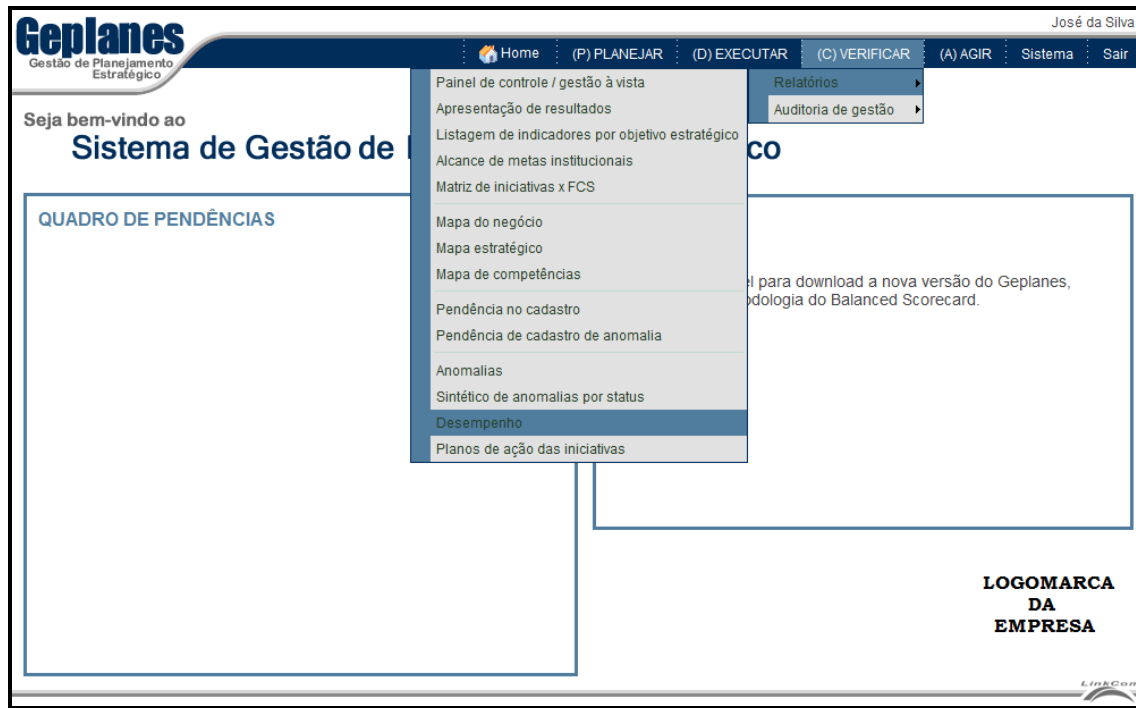 José da Silva
Geplanes
Gestão de Planejamento
Estratégico
Home (P) PLANEJAR (D) EXECUTAR (C) VERIFICAR (A) AGIR Sistema Sair
Relatórios
Auditoria de gestão
Painel de controle / gestão à vista
Apresentação de resultados
Listagem de indicadores por objetivo estratégico
Alcance de metas institucionais
Matriz de iniciativas x FCS
Mapa do negócio
Mapa estratégico
Mapa de competências
Pendência no cadastro
Pendência de cadastro de anomalia
Anomalias
Sintético de anomalias por status
Desempenho
Planos de ação das iniciativas
Seja bem-vindo ao
Sistema de Gestão de
co
QUADRO DE PENDÊNCIAS
el para download a nova versão do Geplanes,
odologia do Balanced Scorecard.
LOGOMARCA
DA
EMPRESA
LinkCom